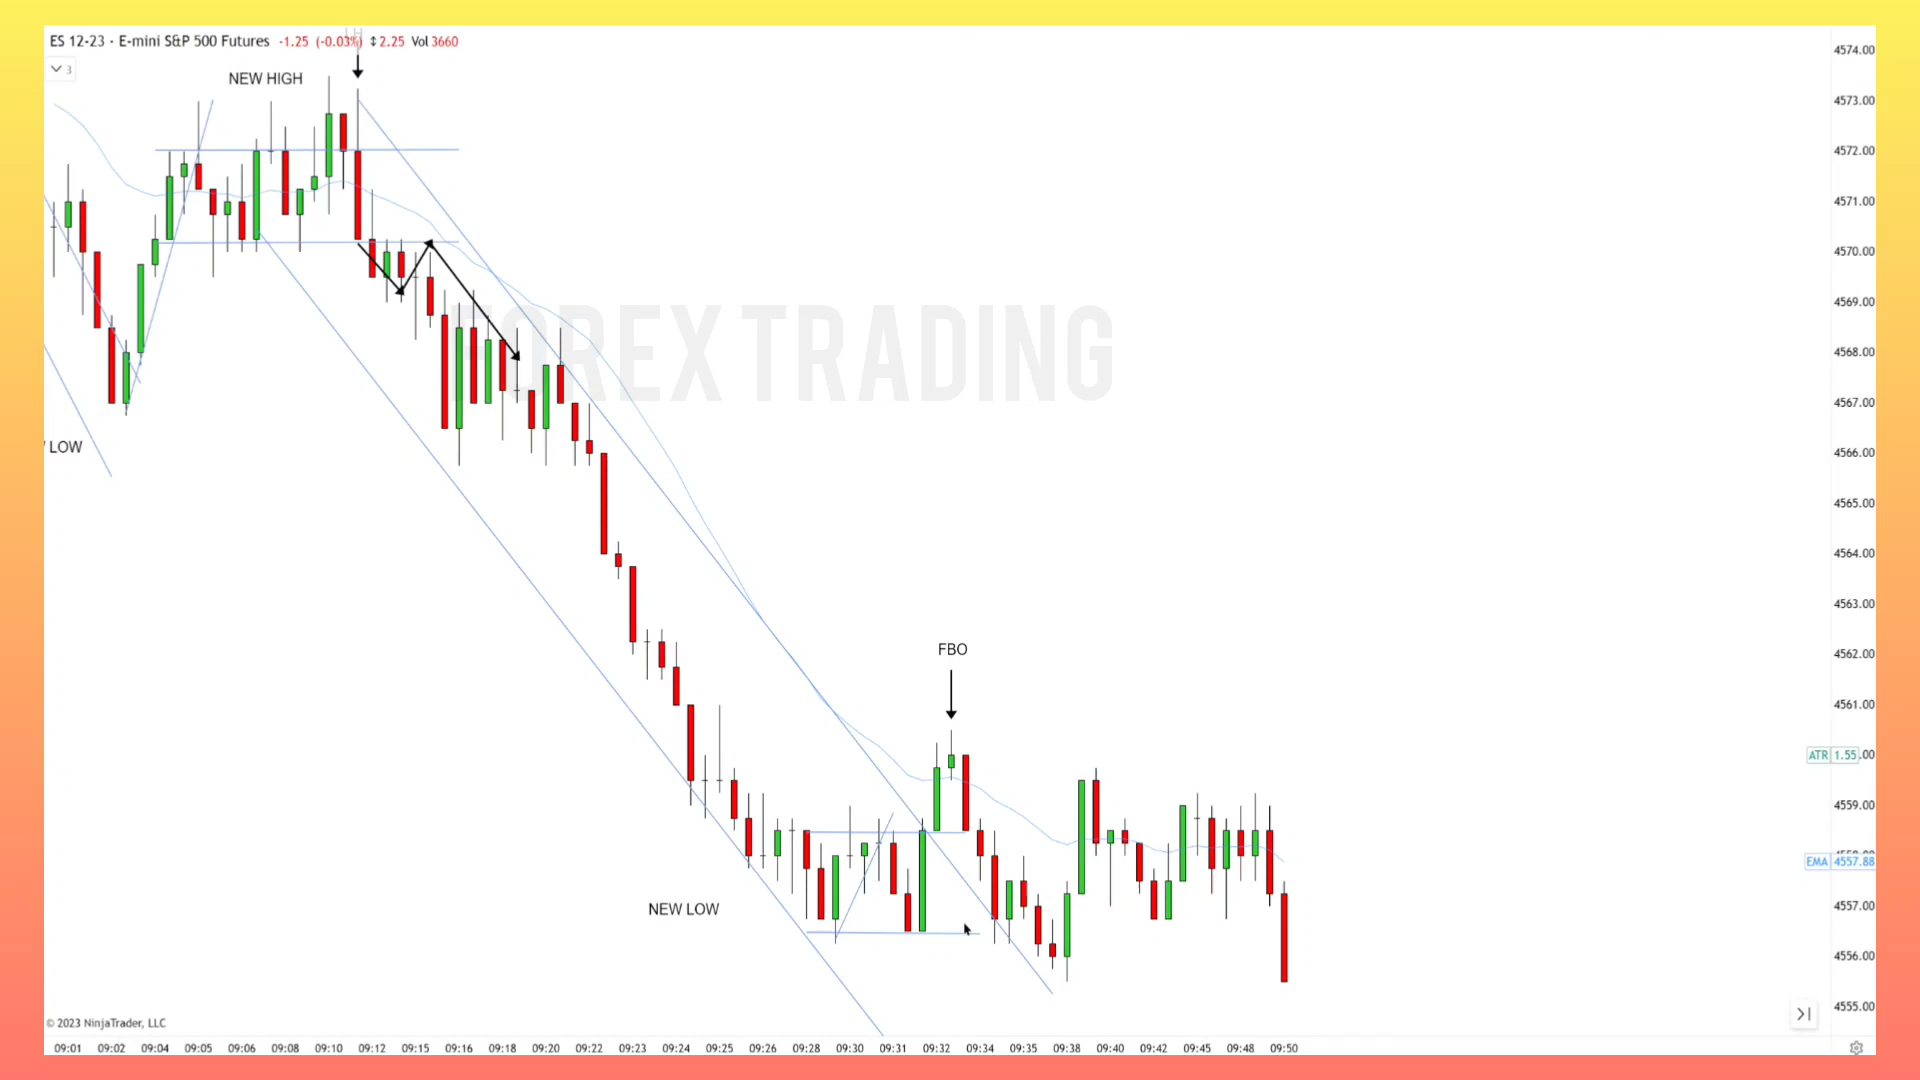 ES 12-23 · E-mini S&P 500 Futures -1.25 (-0.03%) ↕ 2.25 Vol 3660
3
NEW HIGH
LOW
FOREX TRADING
FBO
NEW LOW
4574.00
4573.00
4572.00
4571.00
4570.00
4569.00
4568.00
4567.00
4566.00
4565.00
4564.00
4563.00
4562.00
4561.00
ATR 1.55 .00
4559.00
EMA 4557.88
4557.00
4556.00
4555.00
© 2023 NinjaTrader, LLC
09:01 09:02 09:04 09:05 09:06 09:08 09:10 09:12 09:15 09:16 09:18 09:20 09:22 09:23 09:24 09:25 09:26 09:28 09:30 09:31 09:32 09:34 09:35 09:38 09:40 09:42 09:45 09:48 09:50